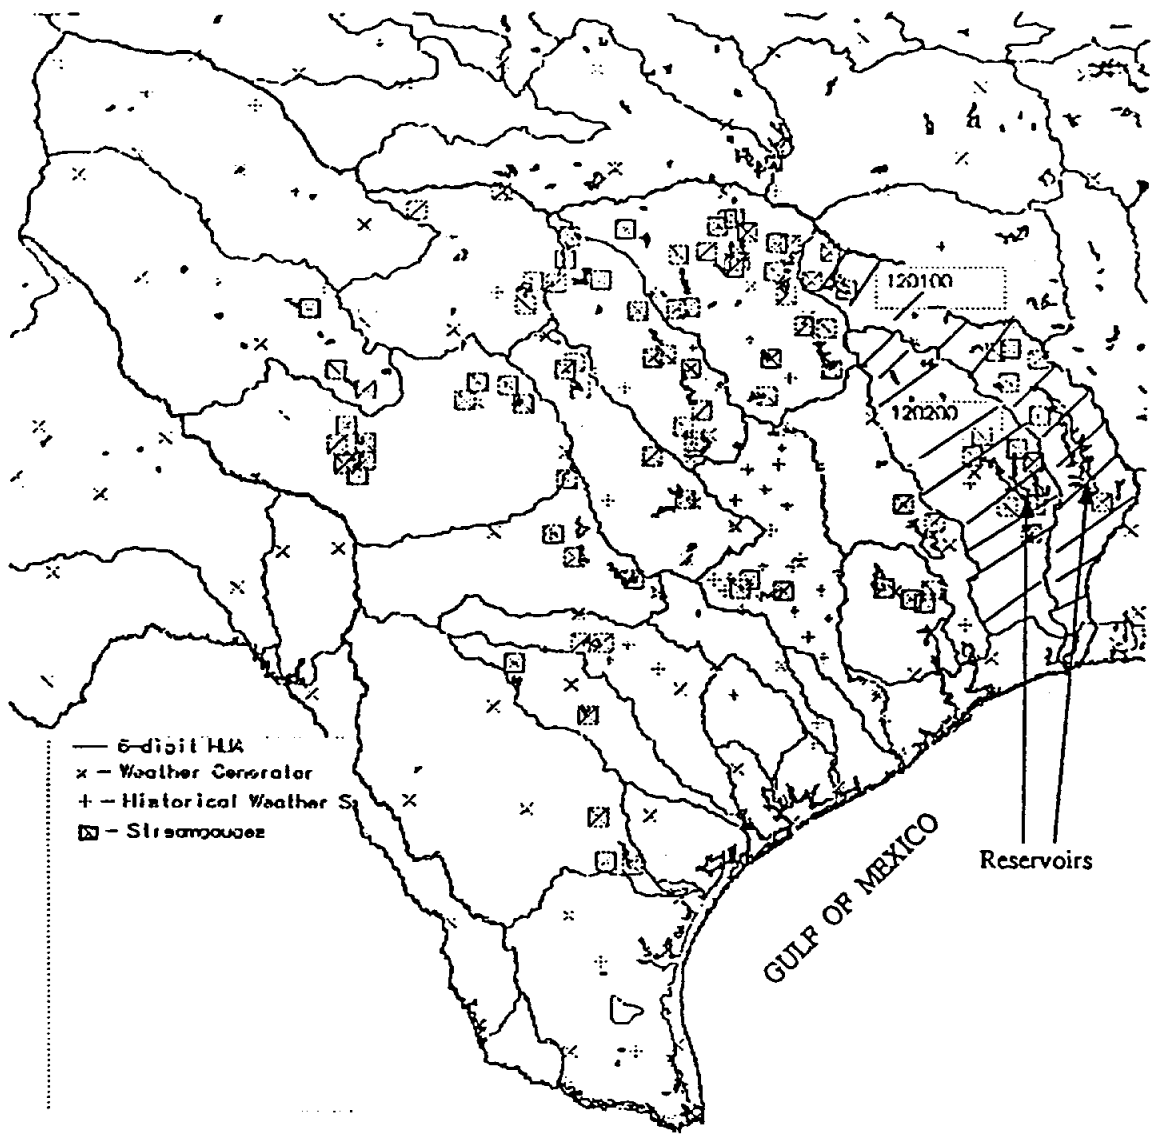 120100
120200
— 6-digit HUA
x – Weather Generator
+ – Historical Weather S
– Streamgauges
Reservoirs
GULF OF MEXICO